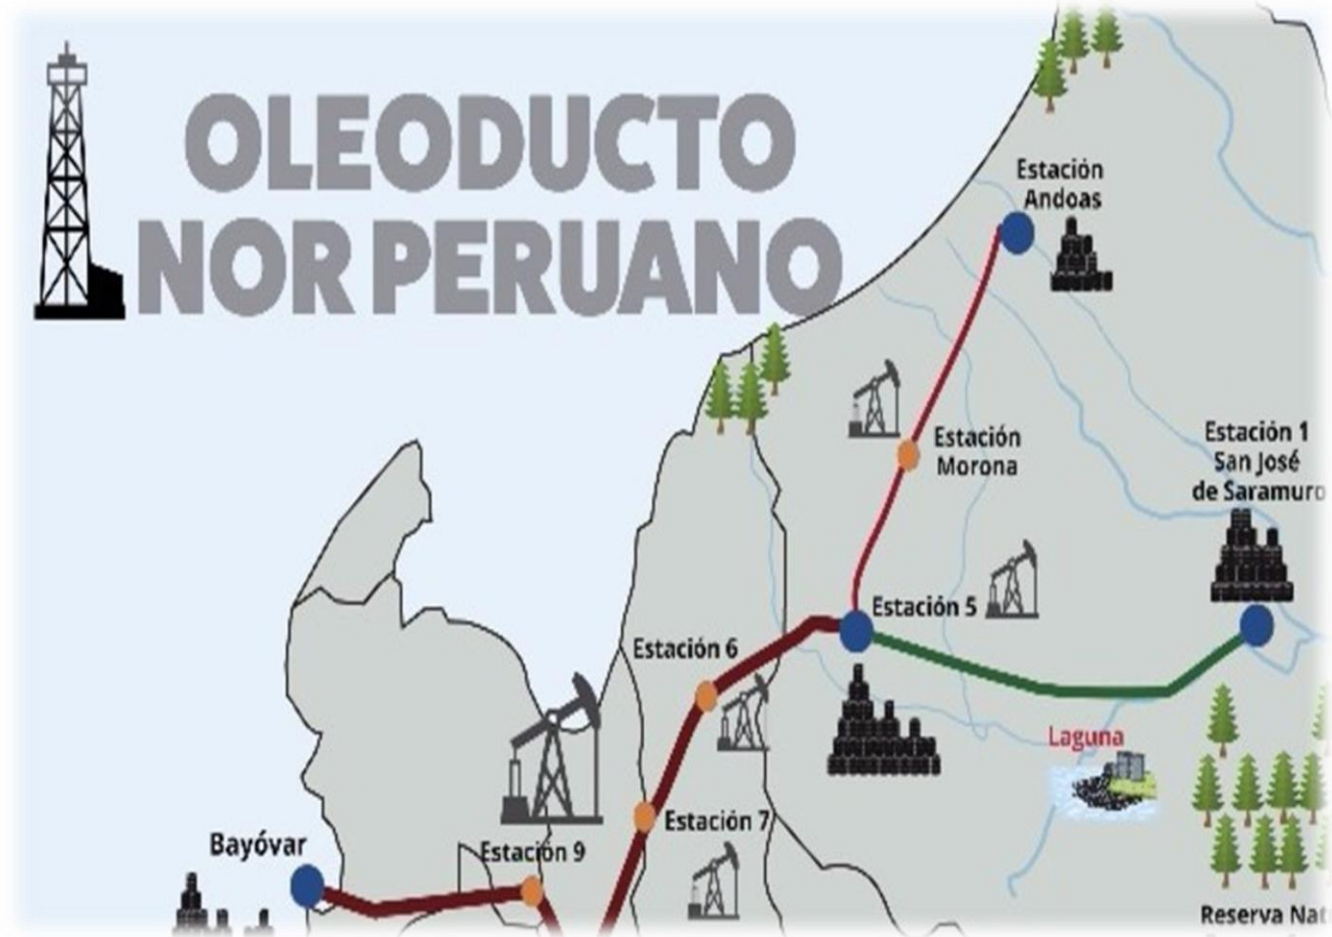 OLEODUCTO
NOR PERUANO
Estación
Andoas
Estación
Morona
Estación 1
San José
de Saramuro
Estación 5
Estación 6
Laguna
Estación 7
Bayóvar
Estación 9
Reserva Nat